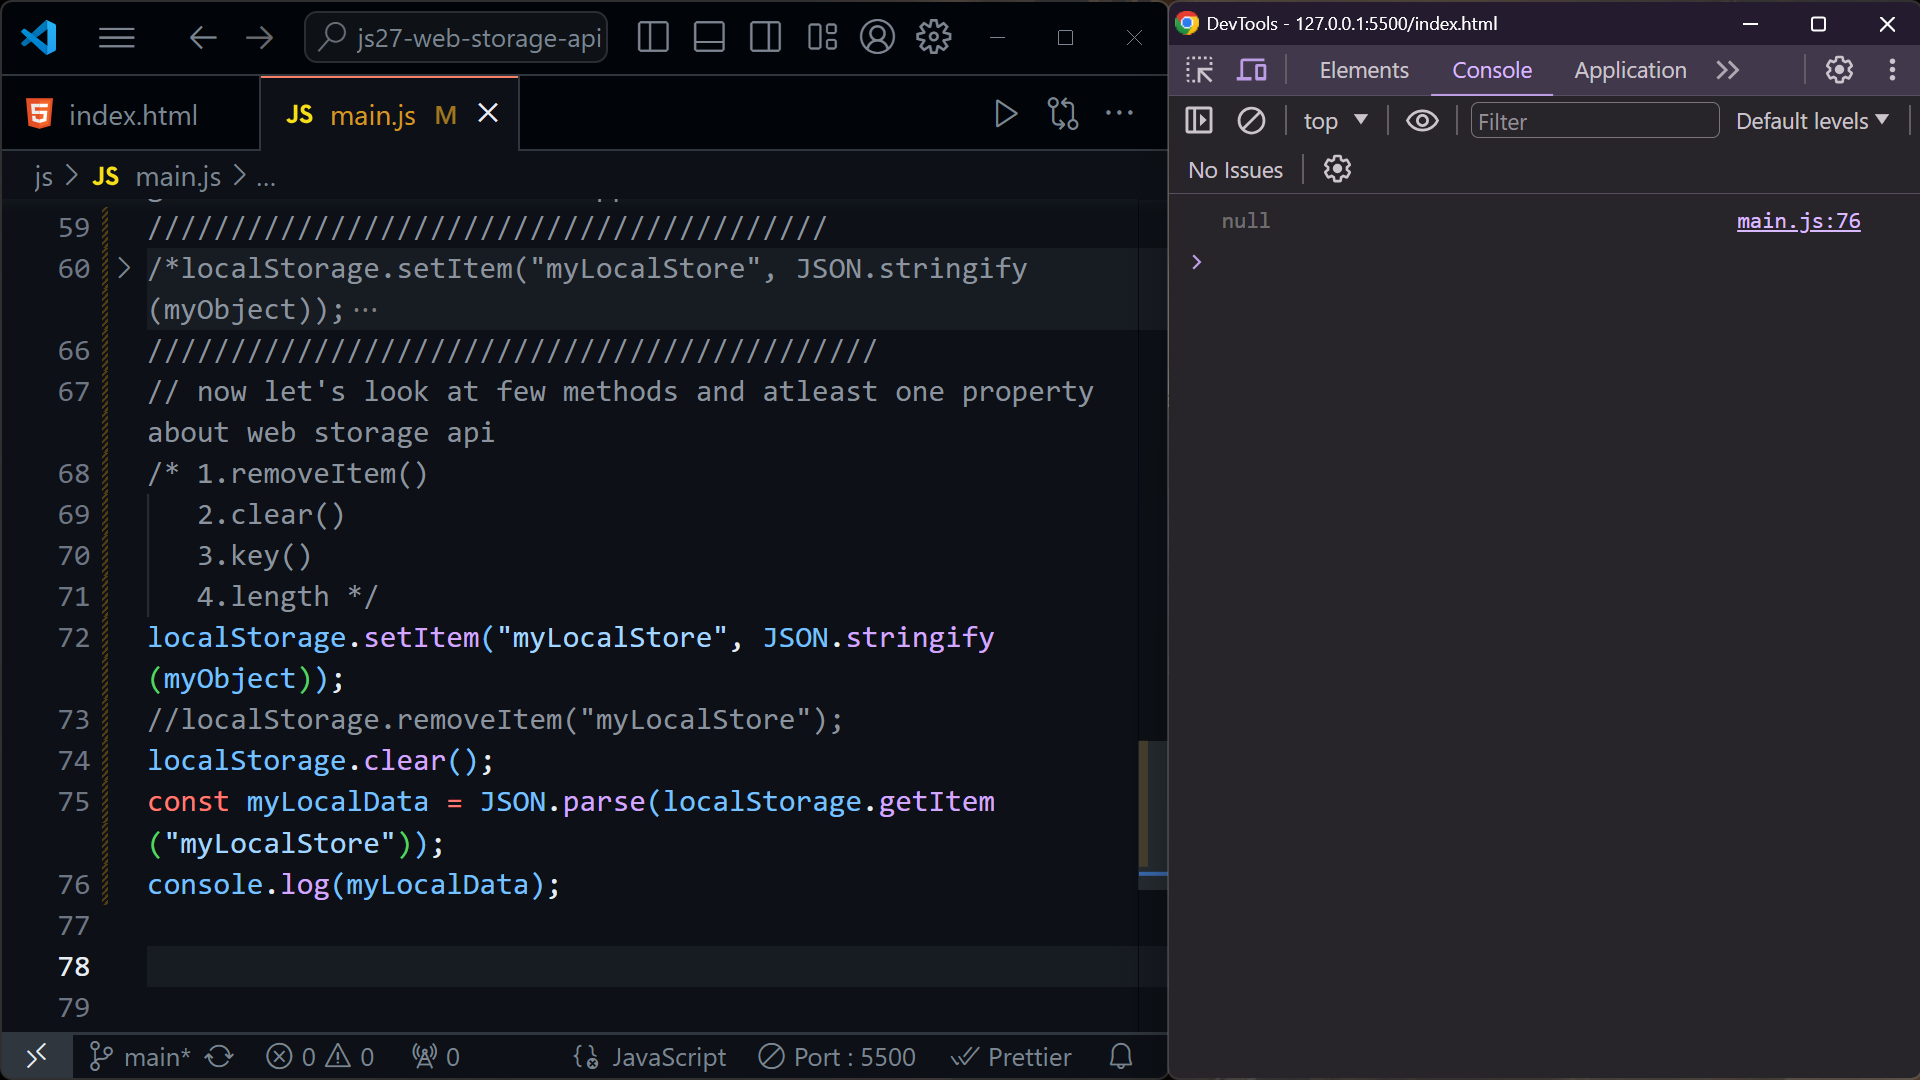 js27-web-storage-api
index.html
JS main.js M
js > JS main.js > ...
59 /////////////////////////////////////////
60 /*localStorage.setItem("myLocalStore", JSON.stringify
(myObject));···
66 ////////////////////////////////////////////
67 // now let's look at few methods and atleast one property
about web storage api
68 /* 1.removeItem()
69 2.clear()
70 3.key()
71 4.length */
72 localStorage.setItem("myLocalStore", JSON.stringify
(myObject));
73 //localStorage.removeItem("myLocalStore");
74 localStorage.clear();
75 const myLocalData = JSON.parse(localStorage.getItem
("myLocalStore"));
76 console.log(myLocalData);
77
78
79
main* 0 0 0 JavaScript Port : 5500 Prettier
DevTools - 127.0.0.1:5500/index.html
Elements Console Application
top Filter Default levels
No Issues
null main.js:76